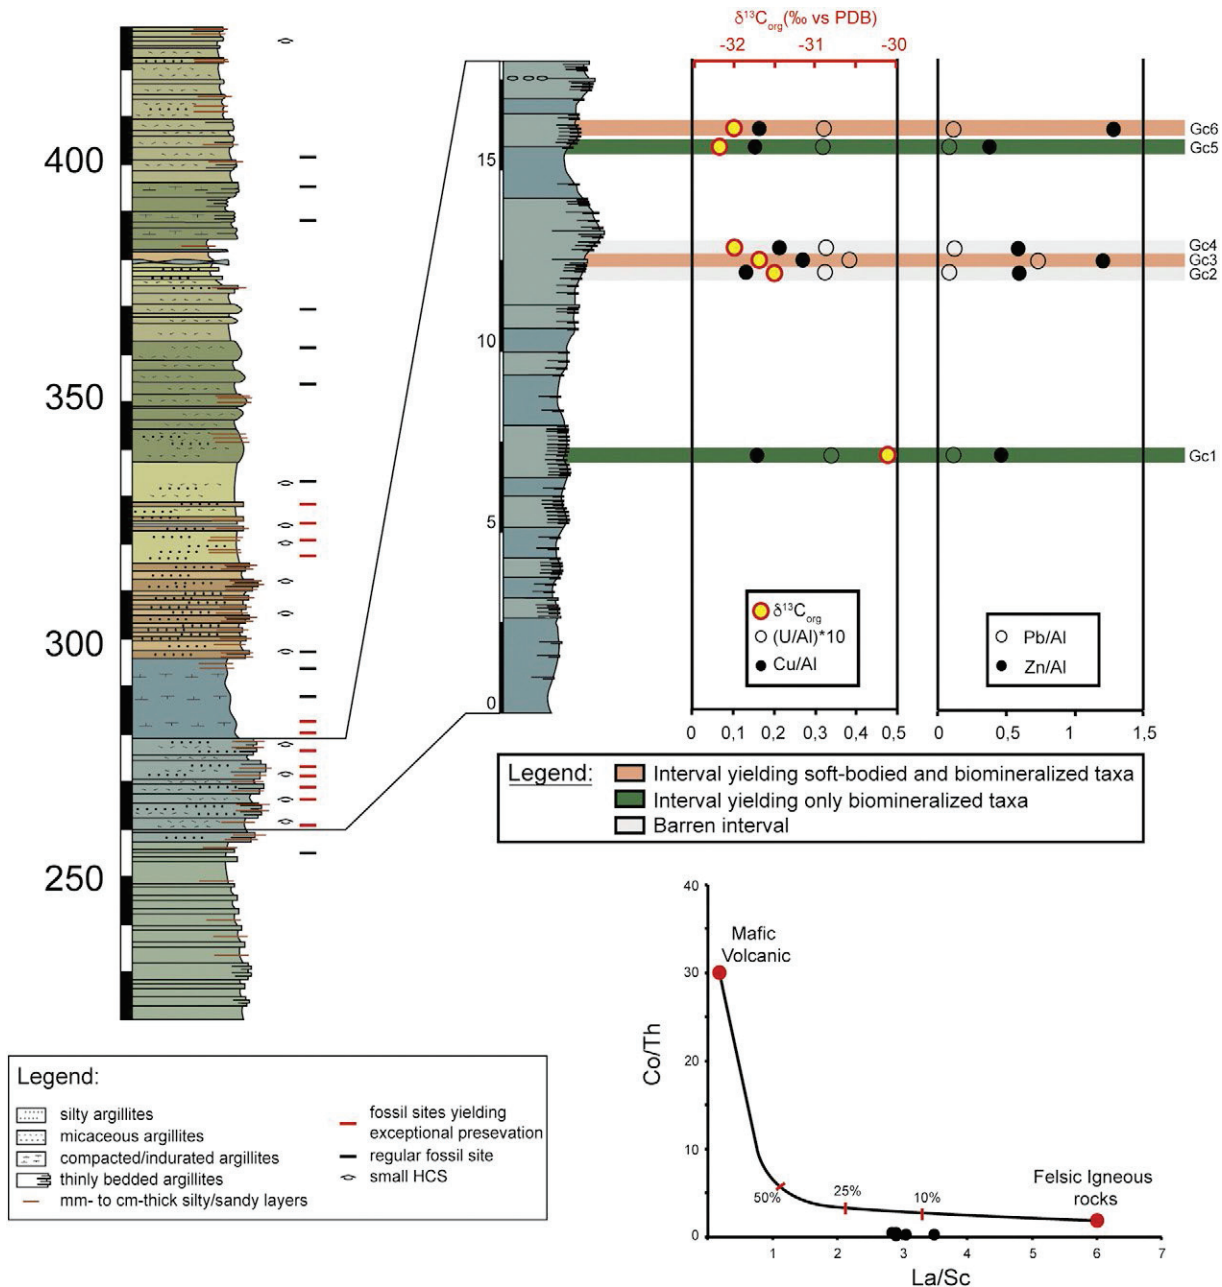 δ¹³C org (‰ vs PDB)
-32 -31 -30
400
350
300
250
15
10
5
0
Gc6
Gc5
Gc4
Gc3
Gc2
Gc1
δ¹³C org
(U/Al)*10
Cu/Al
Pb/Al
Zn/Al
0 0,1 0,2 0,3 0,4 0,5 0 0,5 1 1,5
Legend: Interval yielding soft-bodied and biomineralized taxa
Interval yielding only biomineralized taxa
Barren interval
Legend:
silty argillites
micaceous argillites
compacted/indurated argillites
thinly bedded argillites
mm- to cm-thick silty/sandy layers
fossil sites yielding
exceptional presevation
regular fossil site
small HCS
40
30
20
10
0
Co/Th
Mafic
Volcanic
50%
25%
10%
Felsic Igneous
rocks
1 2 3 4 5 6 7
La/Sc